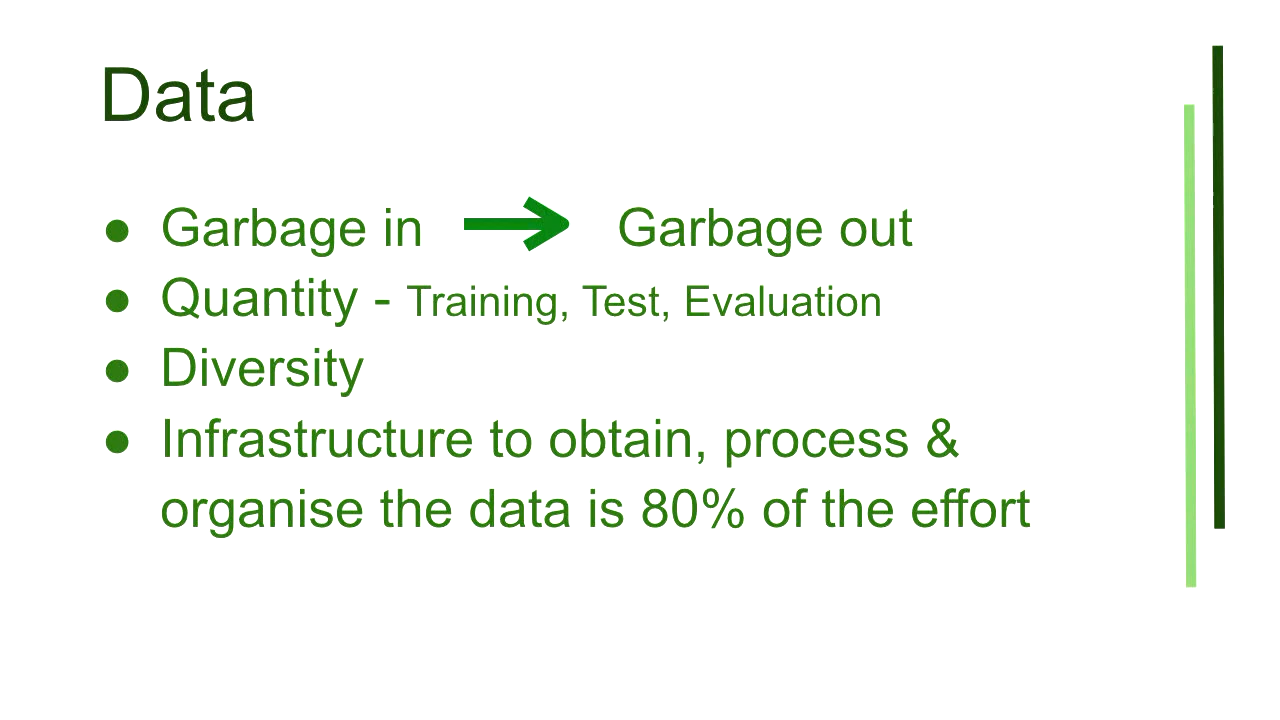 Data
● Garbage in → Garbage out
● Quantity - Training, Test, Evaluation
● Diversity
● Infrastructure to obtain, process &
organise the data is 80% of the effort